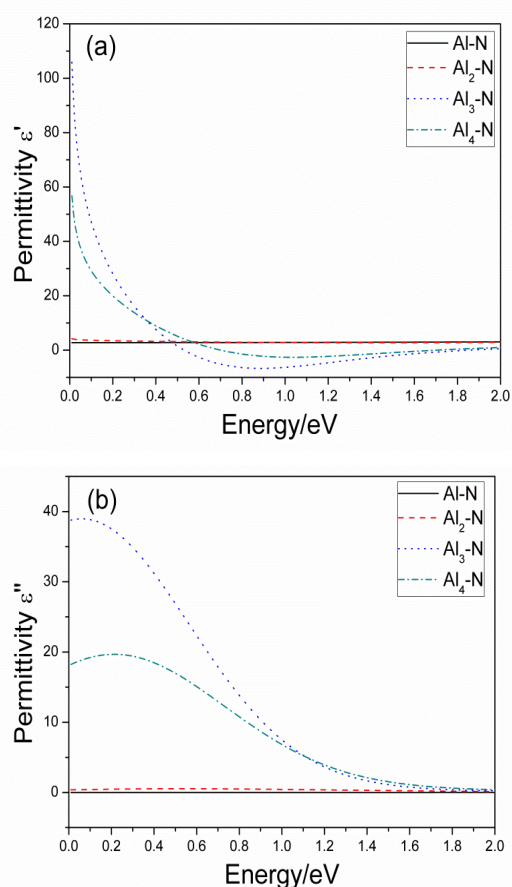 (a)
Al-N
Al₂-N
Al₃-N
Al₄-N
Permittivity ε'
120
100
80
60
40
20
0
0.0 0.2 0.4 0.6 0.8 1.0 1.2 1.4 1.6 1.8 2.0
Energy/eV
(b)
Al-N
Al₂-N
Al₃-N
Al₄-N
Permittivity ε"
40
30
20
10
0
0.0 0.2 0.4 0.6 0.8 1.0 1.2 1.4 1.6 1.8 2.0
Energy/eV